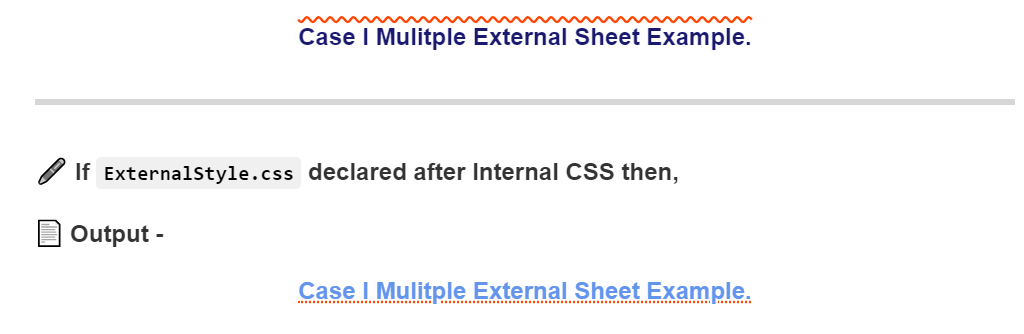 Case I Mulitple External Sheet Example.
If ExternalStyle.css declared after Internal CSS then,
Output -
Case I Mulitple External Sheet Example.